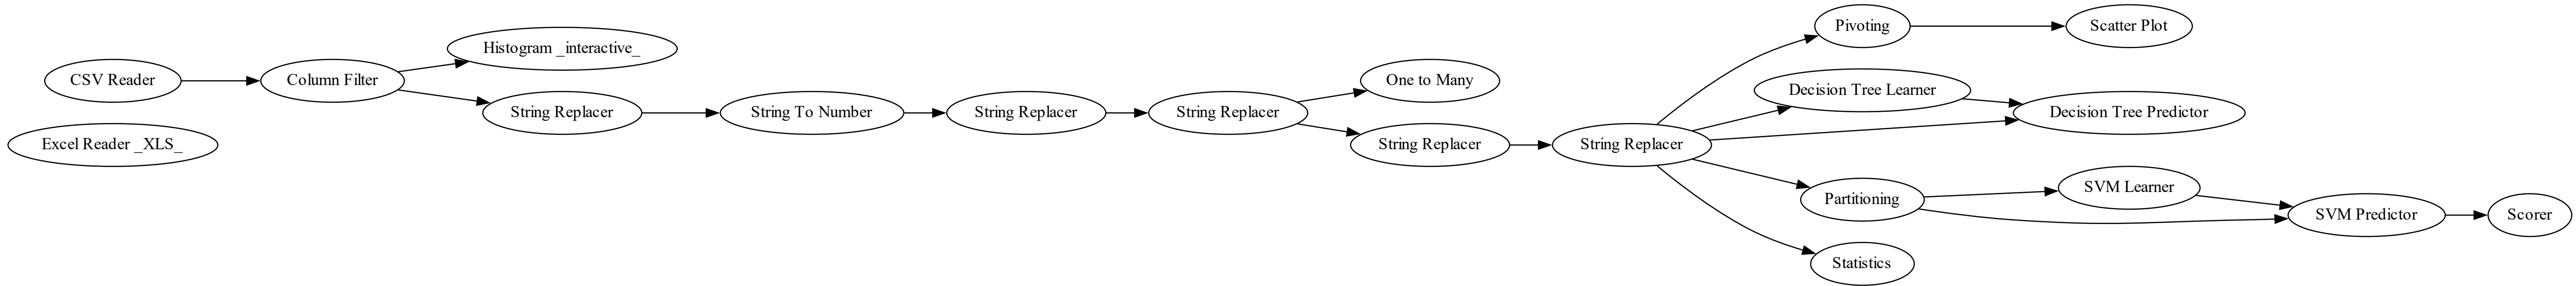 CSV Reader
Excel Reader _XLS_
Column Filter
Histogram _interactive_
String Replacer
String To Number
String Replacer
String Replacer
One to Many
String Replacer
String Replacer
Pivoting
Scatter Plot
Decision Tree Learner
Decision Tree Predictor
Partitioning
SVM Learner
SVM Predictor
Scorer
Statistics